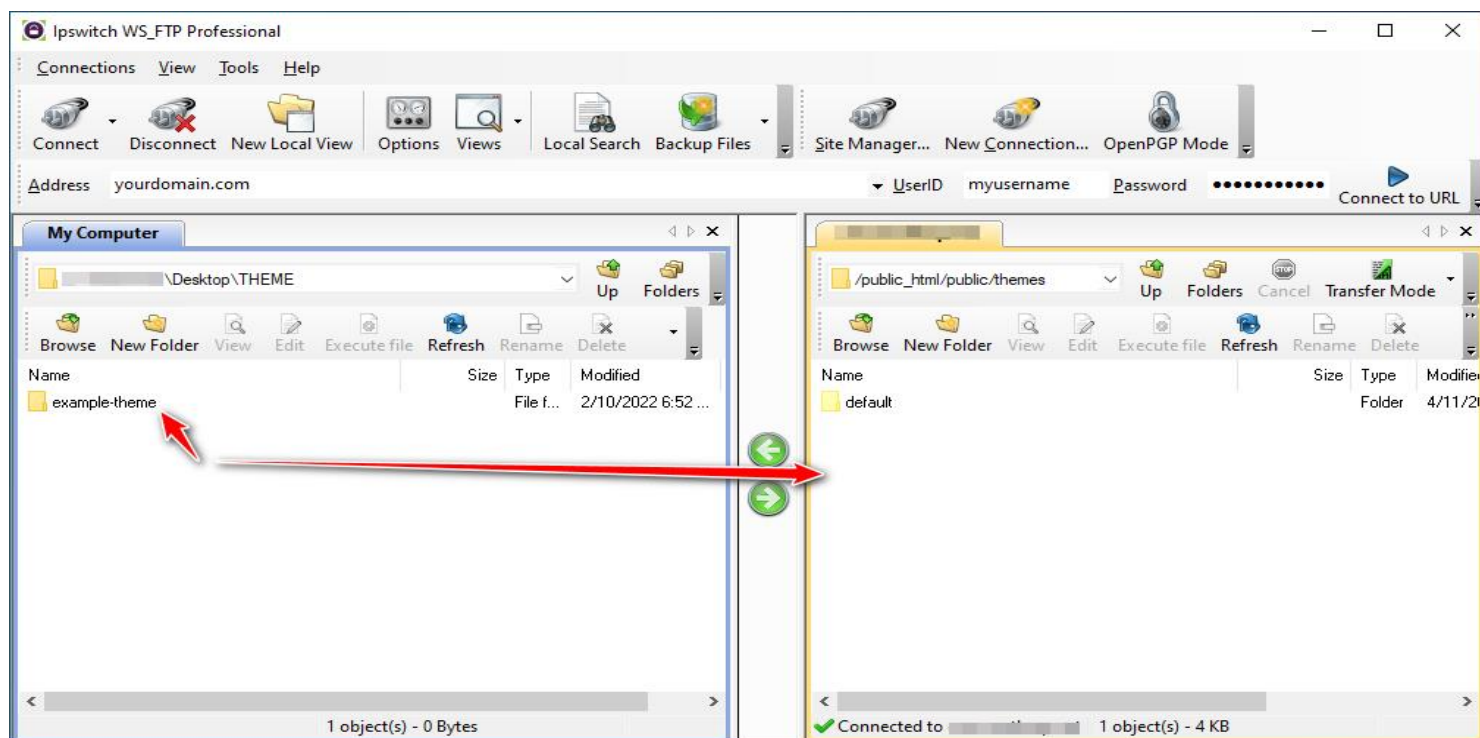 Ipswitch WS_FTP Professional
Connections View Tools Help
Connect Disconnect New Local View Options Views Local Search Backup Files Site Manager... New Connection... OpenPGP Mode
Address yourdomain.com UserID myusername Password ••••••••••• Connect to URL
My Computer
\Desktop\THEME Up Folders
/public_html/public/themes Up Folders STOP Cancel Transfer Mode
Browse New Folder View Edit Execute file Refresh Rename Delete
Browse New Folder View Edit Execute file Refresh Rename Delete
Name Size Type Modified
Name Size Type Modifie
example-theme File f... 2/10/2022 6:52 ...
default Folder 4/11/2
1 object(s) - 0 Bytes
Connected to 1 object(s) - 4 KB